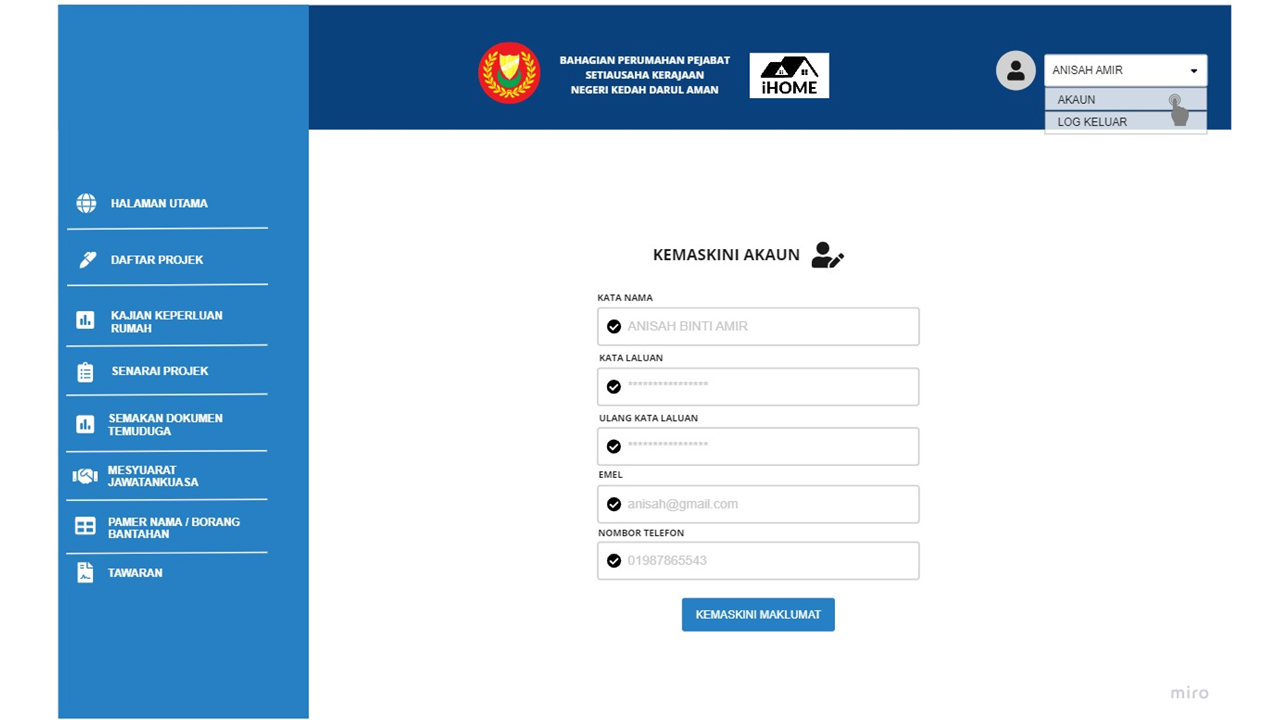 BAHAGIAN PERUMAHAN PEJABAT
SETIAUSAHA KERAJAAN
NEGERI KEDAH DARUL AMAN
iHOME
ANISAH AMIR
AKAUN
LOG KELUAR
HALAMAN UTAMA
DAFTAR PROJEK
KAJIAN KEPERLUAN
RUMAH
SENARAI PROJEK
SEMAKAN DOKUMEN
TEMUDUGA
MESYUARAT
JAWATANKUASA
PAMER NAMA / BORANG
BANTAHAN
TAWARAN
KEMASKINI AKAUN
KATA NAMA
ANISAH BINTI AMIR
KATA LALUAN
****************
ULANG KATA LALUAN
****************
EMEL
anisah@gmail.com
NOMBOR TELEFON
01987865543
KEMASKINI MAKLUMAT
miro